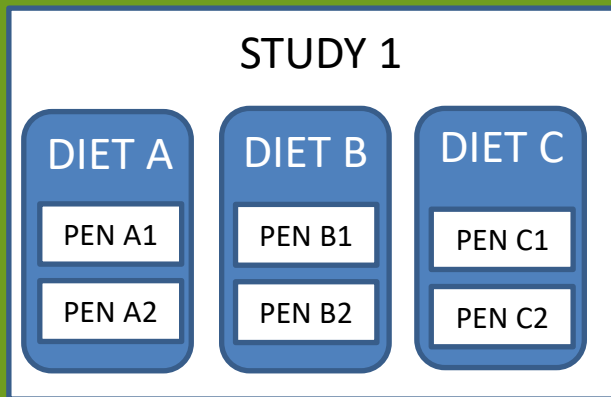 STUDY 1
DIET A
PEN A1
PEN A2
DIET B
PEN B1
PEN B2
DIET C
PEN C1
PEN C2